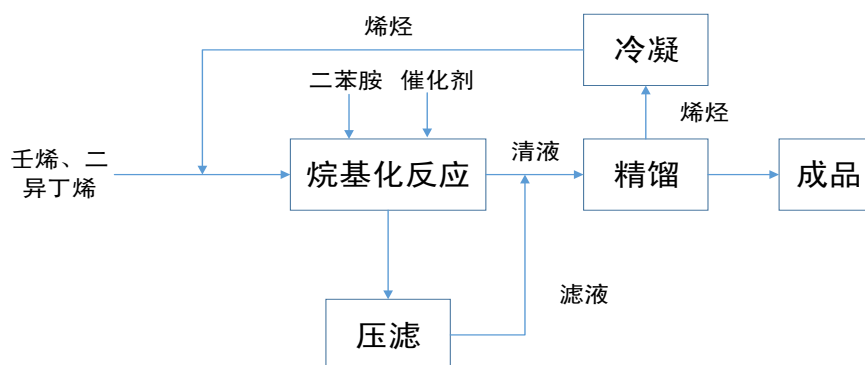 烯烃
冷凝
二苯胺
催化剂
烯烃
壬烯、二
异丁烯
烷基化反应
清液
精馏
成品
滤液
压滤